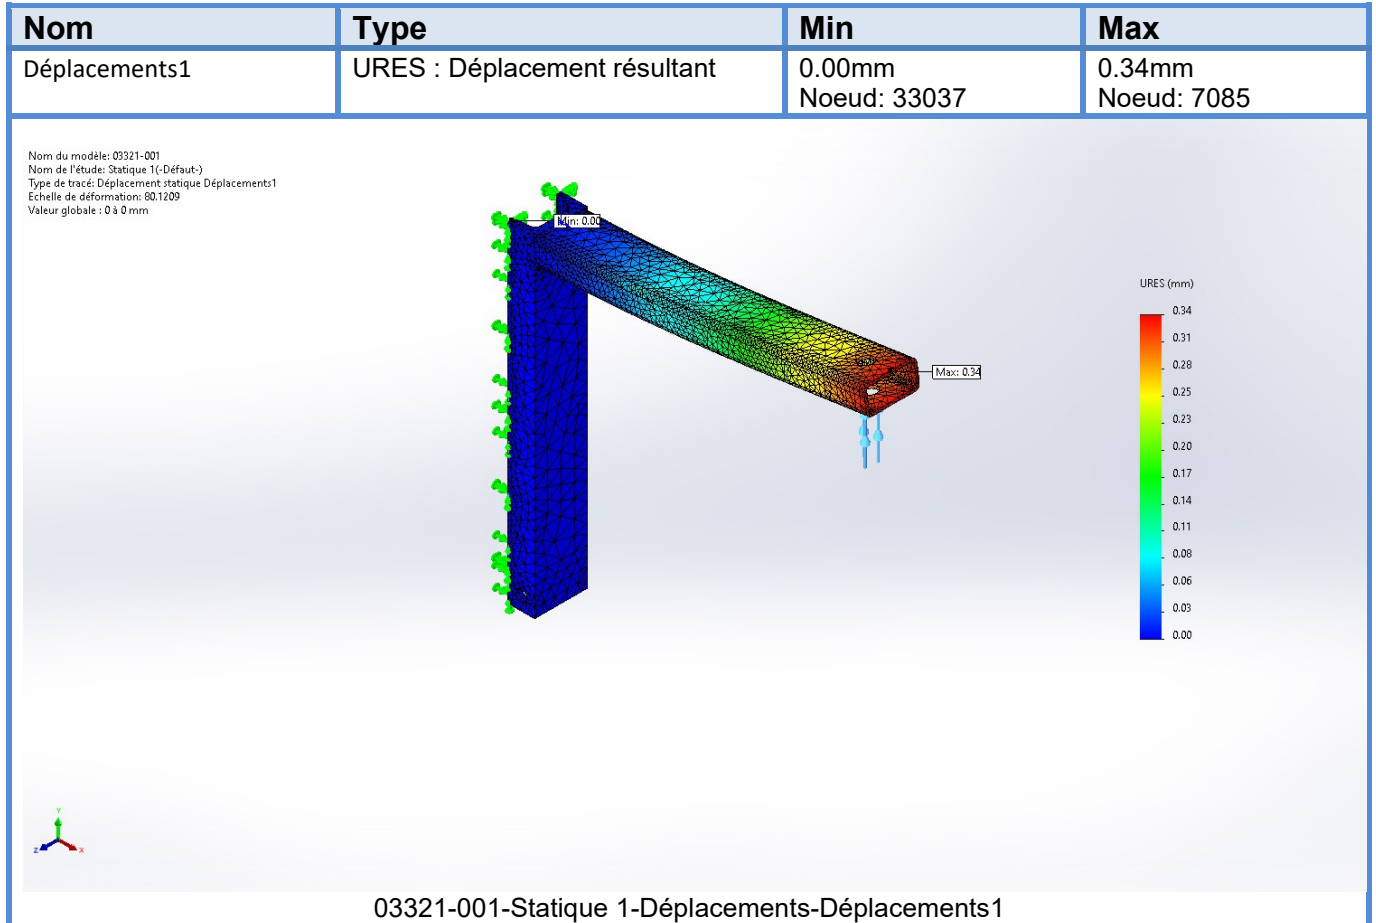 Nom Type Min Max
Déplacements1 URES : Déplacement résultant 0.00mm 0.34mm
Noeud: 33037 Noeud: 7085
Nom du modèle: 03321-001
Nom de l'étude: Statique 1(-Défaut-)
Type de tracé: Déplacement statique Déplacements1
Echelle de déformation: 80.1209
Valeur globale : 0 à 0 mm
Min: 0.00
Max: 0.34
URES (mm)
0.34
0.31
0.28
0.25
0.23
0.20
0.17
0.14
0.11
0.08
0.06
0.03
0.00
Y
Z
X
03321-001-Statique 1-Déplacements-Déplacements1